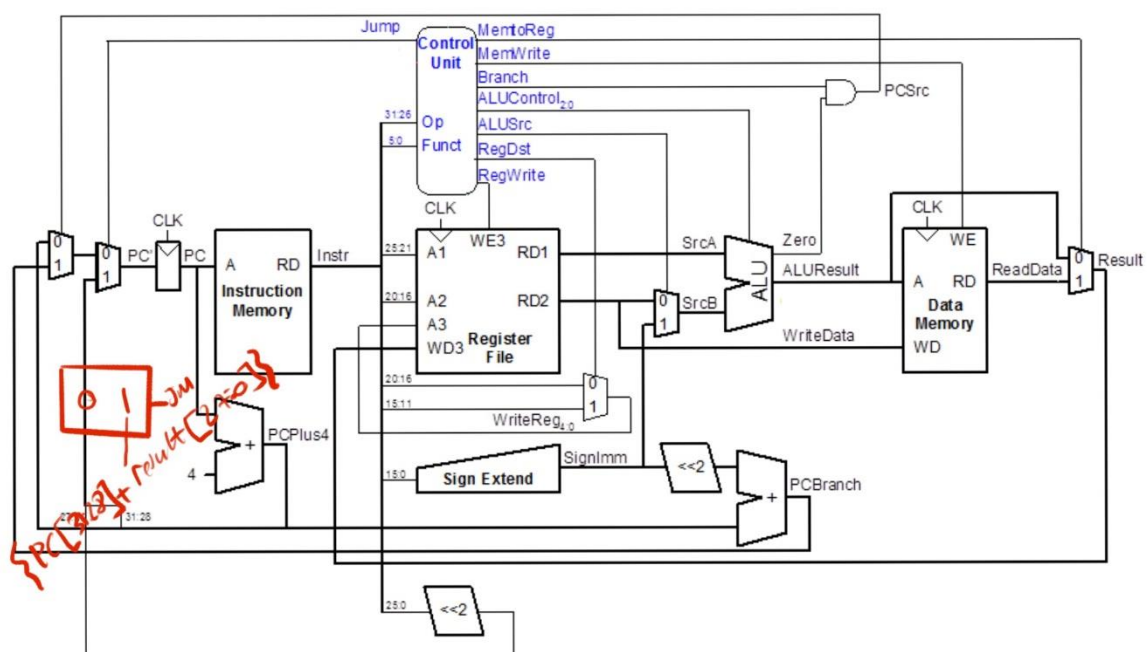 Jump
Control
Unit
MemtoReg
MemWrite
Branch
ALUControl2:0
ALUSrc
RegDst
RegWrite
PCSrc
31:26
Op
5:0
Funct
CLK
CLK
CLK
0
1
0
1
PC'
PC
A
RD
Instruction
Memory
Instr
25:21
A1
WE3
RD1
20:16
A2
RD2
A3
WD3
Register
File
SrcA
0
1
SrcB
ALU
Zero
ALUResult
WriteData
WE
A
RD
Data
Memory
WD
ReadData
0
1
Result
20:16
15:11
0
1
WriteReg4:0
0 1
PCPlus4
+
4
15:0
Sign Extend
SignImm
<<2
+
PCBranch
31:28
{PC[31:28]+result[27:0]}
25:0
<<2